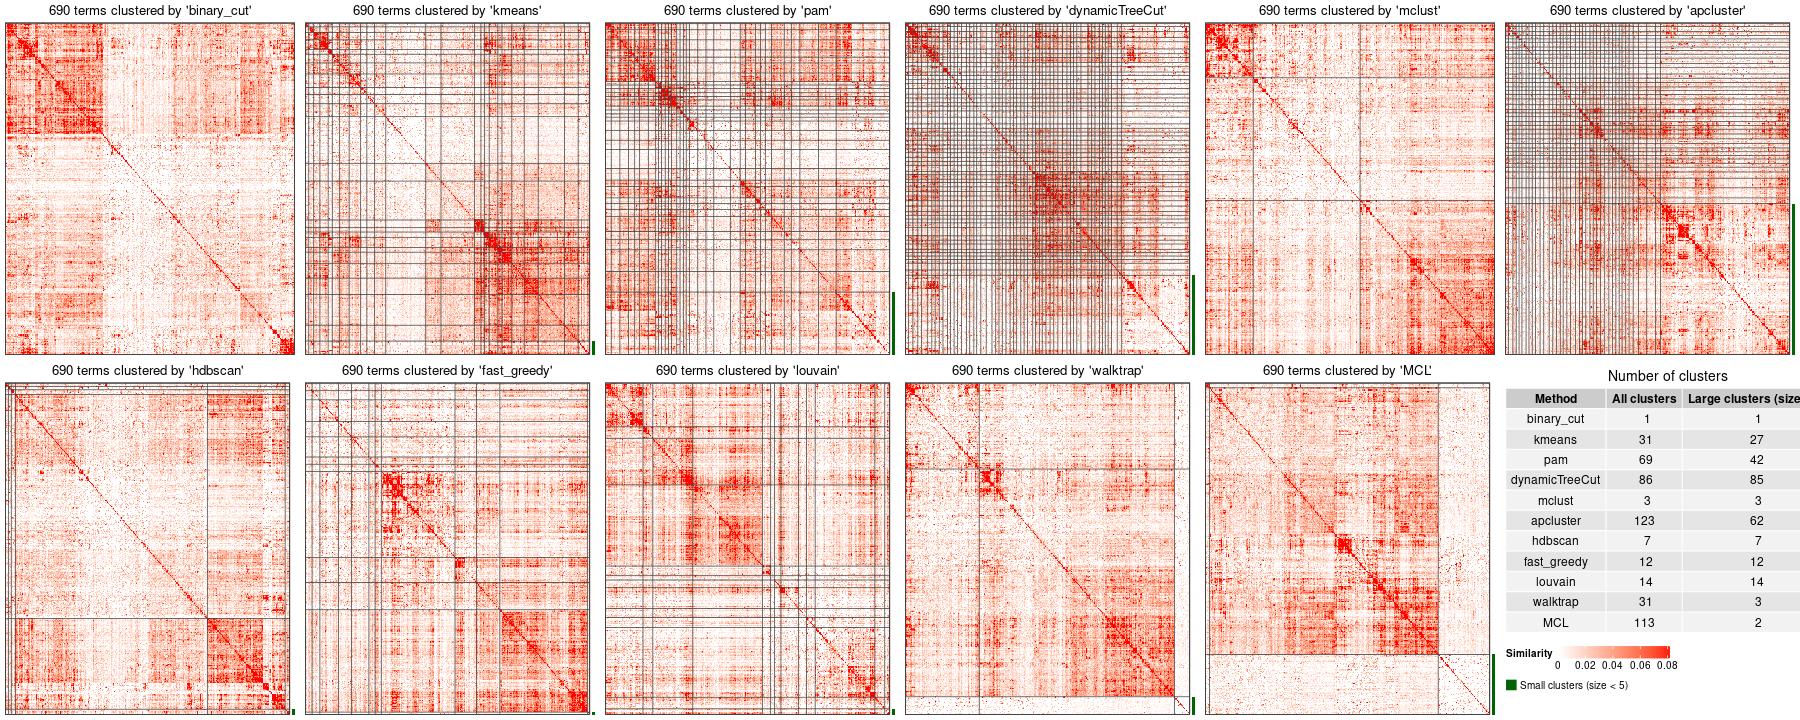 690 terms clustered by 'binary_cut'
690 terms clustered by 'kmeans'
690 terms clustered by 'pam'
690 terms clustered by 'dynamicTreeCut'
690 terms clustered by 'mclust'
690 terms clustered by 'apcluster'
690 terms clustered by 'hdbscan'
690 terms clustered by 'fast_greedy'
690 terms clustered by 'louvain'
690 terms clustered by 'walktrap'
690 terms clustered by 'MCL'
Number of clusters
Method All clusters Large clusters (size
binary_cut 1 1
kmeans 31 27
pam 69 42
dynamicTreeCut 86 85
mclust 3 3
apcluster 123 62
hdbscan 7 7
fast_greedy 12 12
louvain 14 14
walktrap 31 3
MCL 113 2
Similarity
0 0.02 0.04 0.06 0.08
Small clusters (size < 5)